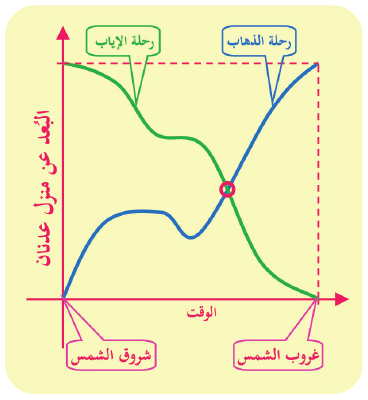 رحلة الإياب
رحلة الذهاب
البُعد عن منزل عدنان
الوقت
شروق الشمس
غروب الشمس